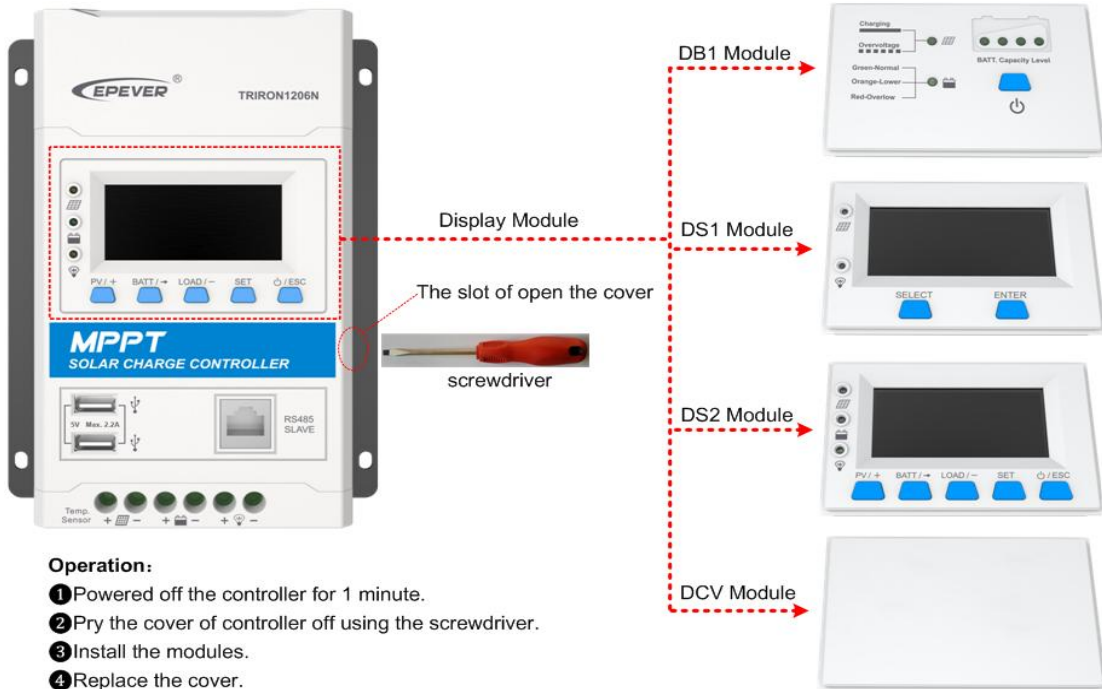 EPEVER®
TRIRON1206N
PV / + BATT / ➟ LOAD / − SET ⏻ / ESC
MPPT
SOLAR CHARGE CONTROLLER
5V Max. 2.2A
RS485
SLAVE
Temp.
Sensor + − + − + −
Display Module
The slot of open the cover
screwdriver
DB1 Module
Charging
Overvoltage
Green-Normal
Orange-Lower
Red-Overlow
BATT. Capacity Level
DS1 Module
SELECT ENTER
DS2 Module
PV / + BATT / ➟ LOAD / − SET ⏻ / ESC
DCV Module
Operation:
❶Powered off the controller for 1 minute.
❷Pry the cover of controller off using the screwdriver.
❸Install the modules.
❹Replace the cover.